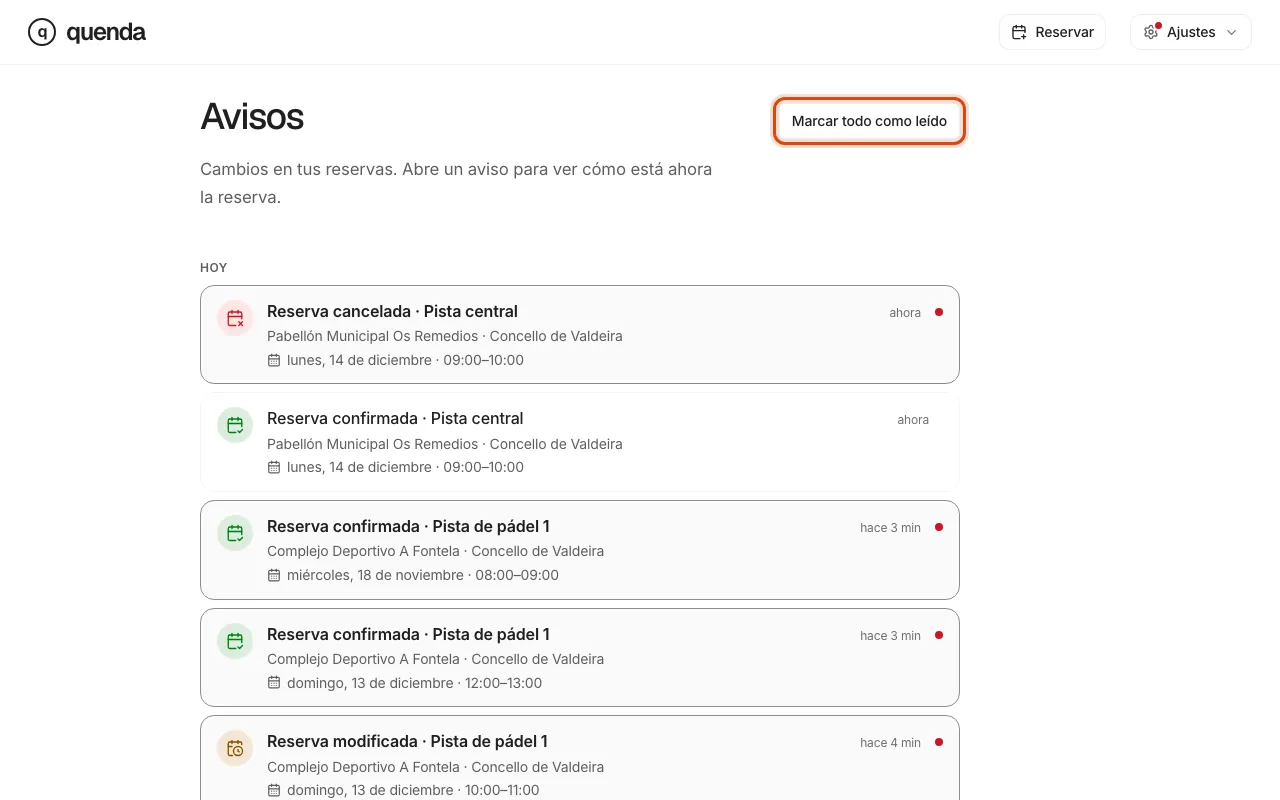 q quenda
Reservar
Ajustes
Avisos
Marcar todo como leído
Cambios en tus reservas. Abre un aviso para ver cómo está ahora
la reserva.
HOY
Reserva cancelada · Pista central
ahora
Pabellón Municipal Os Remedios · Concello de Valdeira
lunes, 14 de diciembre · 09:00–10:00
Reserva confirmada · Pista central
ahora
Pabellón Municipal Os Remedios · Concello de Valdeira
lunes, 14 de diciembre · 09:00–10:00
Reserva confirmada · Pista de pádel 1
hace 3 min
Complejo Deportivo A Fontela · Concello de Valdeira
miércoles, 18 de noviembre · 08:00–09:00
Reserva confirmada · Pista de pádel 1
hace 3 min
Complejo Deportivo A Fontela · Concello de Valdeira
domingo, 13 de diciembre · 12:00–13:00
Reserva modificada · Pista de pádel 1
hace 4 min
Complejo Deportivo A Fontela · Concello de Valdeira
domingo, 13 de diciembre · 10:00–11:00